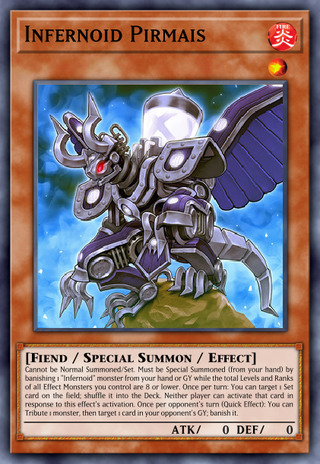 Infernoid Pirmais
FIRE
炎
[Fiend / Special Summon / Effect]
Cannot be Normal Summoned/Set. Must be Special Summoned (from your hand) by
banishing 1 "Infernoid" monster from your hand or GY while the total Levels and Ranks
of all Effect Monsters you control are 8 or lower. Once per turn: You can target 1 Set
card on the field; shuffle it into the Deck. Neither player can activate that card in
response to this effect's activation. Once per opponent's turn (Quick Effect): You can
Tribute 1 monster, then target 1 card in your opponent's GY; banish it.
ATK/ 0 DEF/ 0